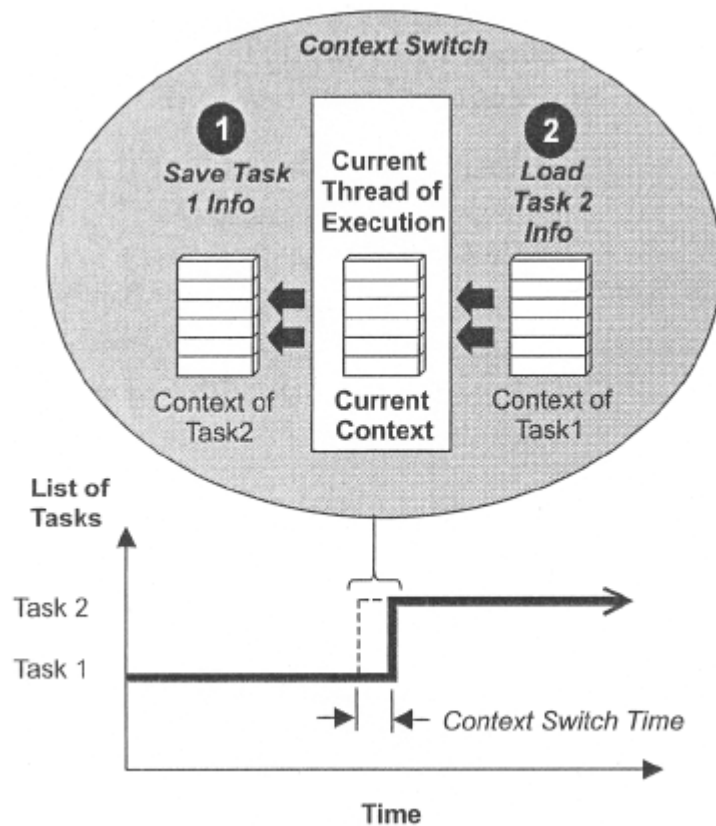 Context Switch
1
Save Task
1 Info
Current
Thread of
Execution
2
Load
Task 2
Info
Context of
Task2
Current
Context
Context of
Task1
List of
Tasks
Task 2
Task 1
Context Switch Time
Time